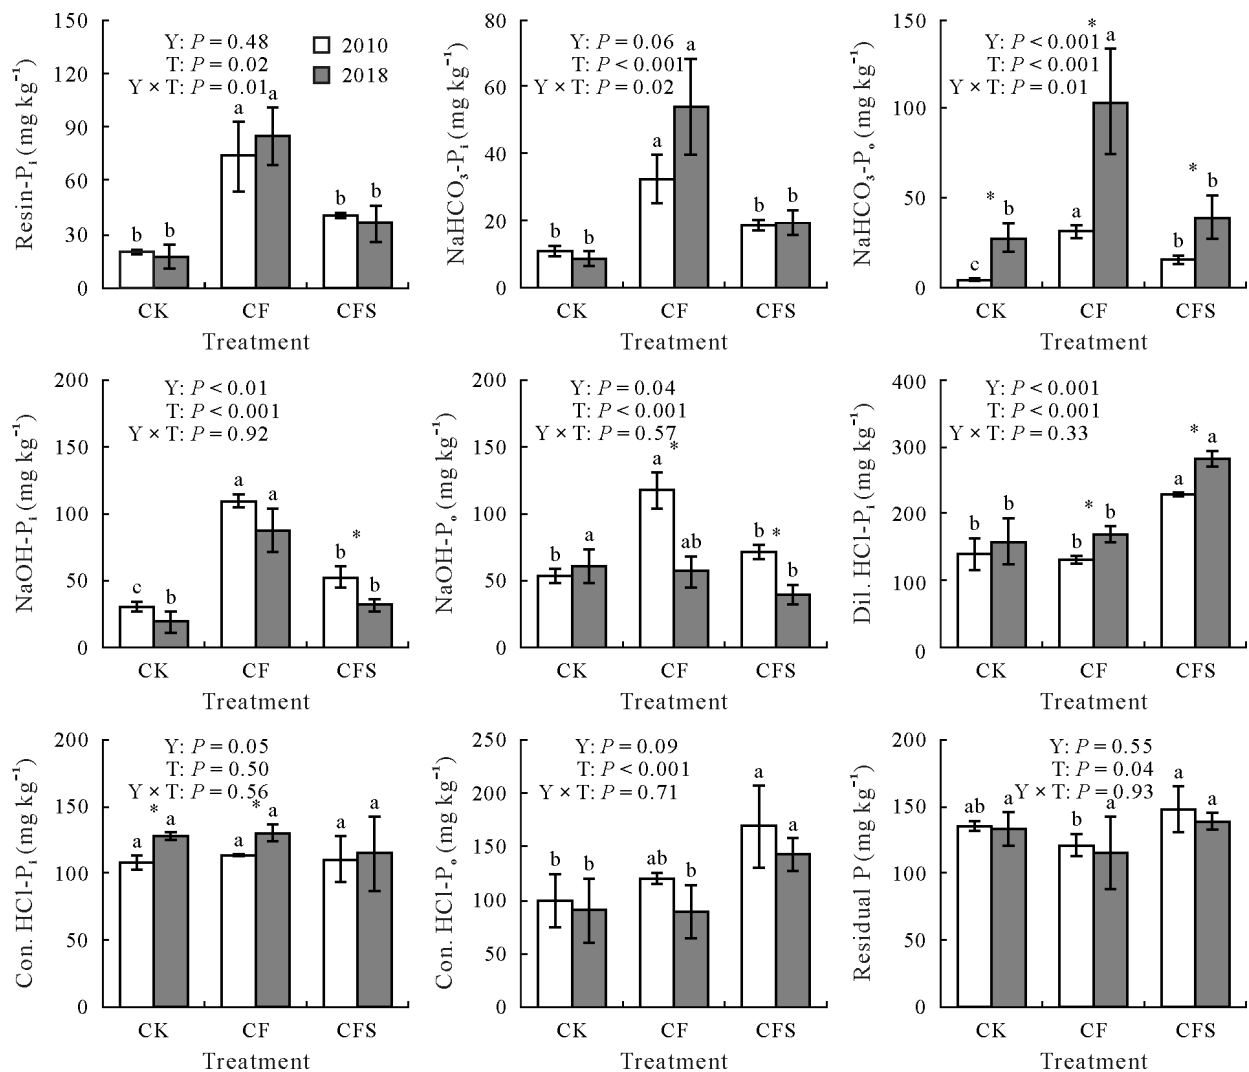 150
120
90
60
30
0
Resin-Pᵢ (mg kg⁻¹)
Y: P = 0.48
T: P = 0.02
Y × T: P = 0.01
2010
2018
b b a a b b
CK CF CFS
Treatment
80
60
40
20
0
NaHCO₃-Pᵢ (mg kg⁻¹)
Y: P = 0.06
T: P < 0.001
Y × T: P = 0.02
b b a a b b
CK CF CFS
Treatment
150
100
50
0
NaHCO₃-Pₒ (mg kg⁻¹)
Y: P < 0.001
T: P < 0.001
Y × T: P = 0.01
* * *
c b a a b b
CK CF CFS
Treatment
200
150
100
50
0
NaOH-Pᵢ (mg kg⁻¹)
Y: P < 0.01
T: P < 0.001
Y × T: P = 0.92
*
c b a a b b
CK CF CFS
Treatment
200
150
100
50
0
NaOH-Pₒ (mg kg⁻¹)
Y: P = 0.04
T: P < 0.001
Y × T: P = 0.57
* *
b a a ab b b
CK CF CFS
Treatment
400
300
200
100
0
Dil. HCl-Pᵢ (mg kg⁻¹)
Y: P < 0.001
T: P < 0.001
Y × T: P = 0.33
* *
b b b b a a
CK CF CFS
Treatment
200
150
100
50
0
Con. HCl-Pᵢ (mg kg⁻¹)
Y: P = 0.05
T: P = 0.50
Y × T: P = 0.56
* *
a a a a a a
CK CF CFS
Treatment
250
200
150
100
50
0
Con. HCl-Pₒ (mg kg⁻¹)
Y: P = 0.09
T: P < 0.001
Y × T: P = 0.71
b b ab b a a
CK CF CFS
Treatment
200
150
100
50
0
Residual P (mg kg⁻¹)
Y: P = 0.55
T: P = 0.04
Y × T: P = 0.93
ab a b a a a
CK CF CFS
Treatment